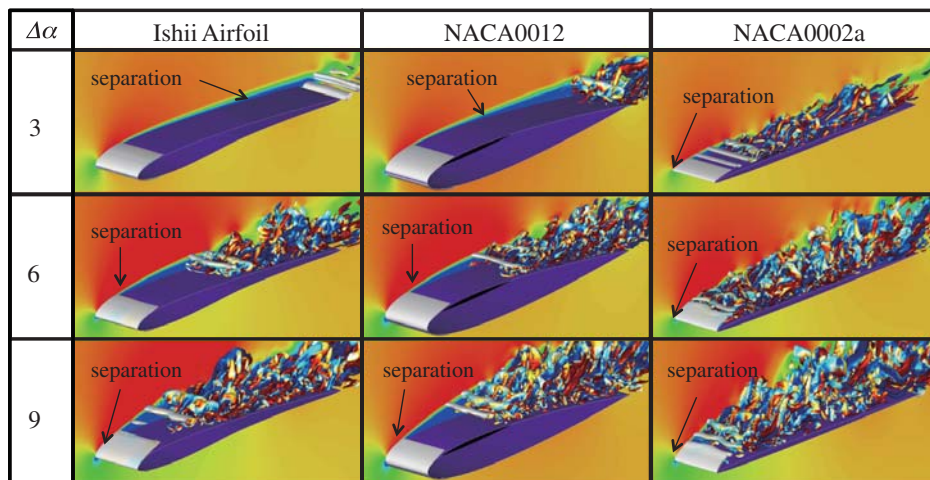 Δα Ishii Airfoil NACA0012 NACA0002a
3 separation separation separation
6 separation separation separation
9 separation separation separation